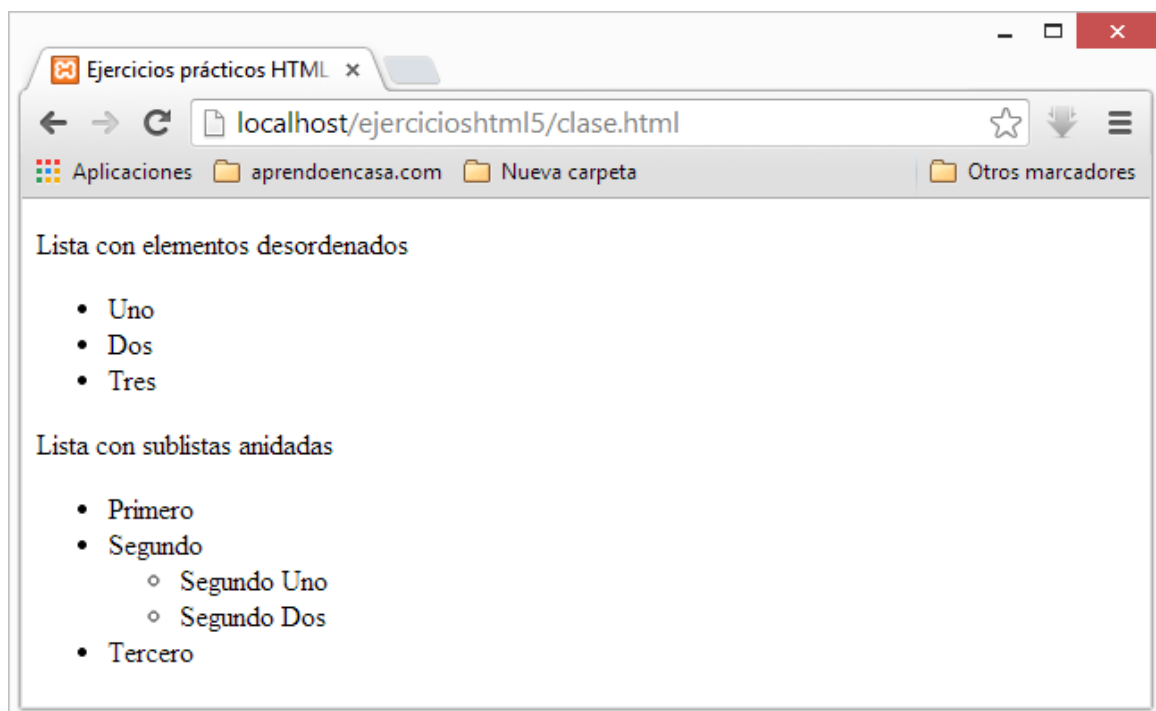 Ejercicios prácticos HTML
localhost/ejercicioshtml5/clase.html
Aplicaciones aprendoencasa.com Nueva carpeta Otros marcadores
Lista con elementos desordenados
Uno
Dos
Tres
Lista con sublistas anidadas
Primero
Segundo
Segundo Uno
Segundo Dos
Tercero